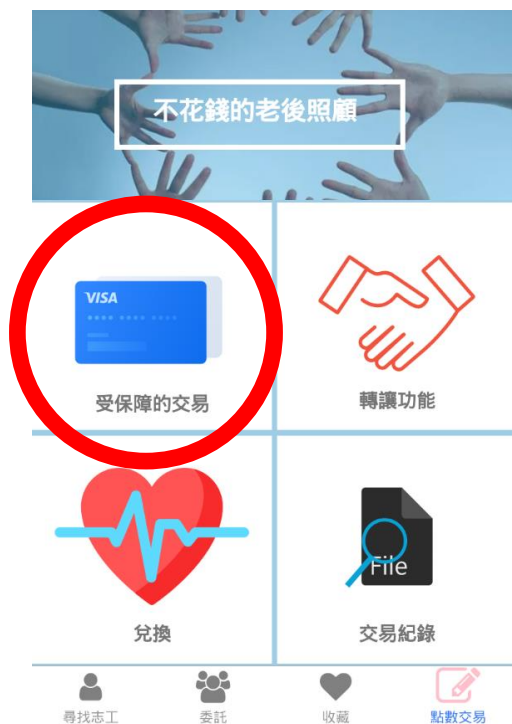 不花錢的老後照顧
VISA
受保障的交易
轉讓功能
File
兌換
交易紀錄
尋找志工
委託
收藏
點數交易